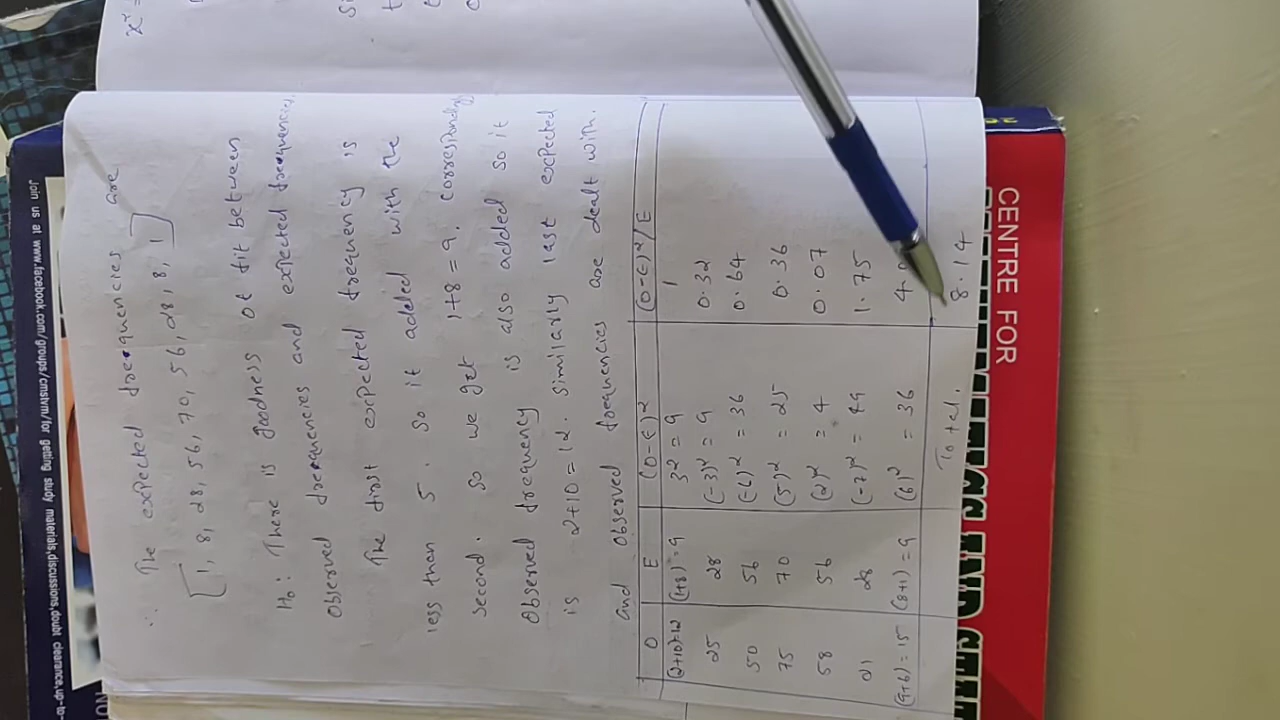 ∴ The expected frequencies are
[1, 8, 28, 56, 70, 56, 28, 8, 1]
H₀: There is goodness of fit between
observed frequencies and expected frequencies.
The first expected frequency is
less than 5. So it added with the
second. So we get 1+8=9. corresponding
observed frequency is also added so it
is 2+10=12. Similarly last expected
and observed frequencies are dealt with.
O E (O-E)² (O-E)²/E
(2+10)=12 (1+8)=9 3²=9 1
25 28 (-3)²=9 0.32
50 56 (-6)²=36 0.64
75 70 (5)²=25 0.36
58 56 (2)²=4 0.07
21 28 (-7)²=49 1.75
(9+6)=15 (8+1)=9 (6)²=36 4
Total. 8.14
χ²=
CENTRE FOR
Join us at www.facebook.com/groups/cmstvm/for getting study materials,discussions,doubt clearance,up-to-